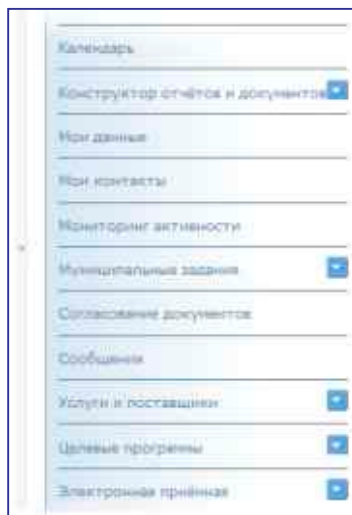 Календарь
Конструктор отчётов и документов
Мои данные
Мои контакты
Мониторинг активности
Муниципальные задания
Согласование документов
Сообщения
Услуги и поставщики
Целевые программы
Электронная приёмная